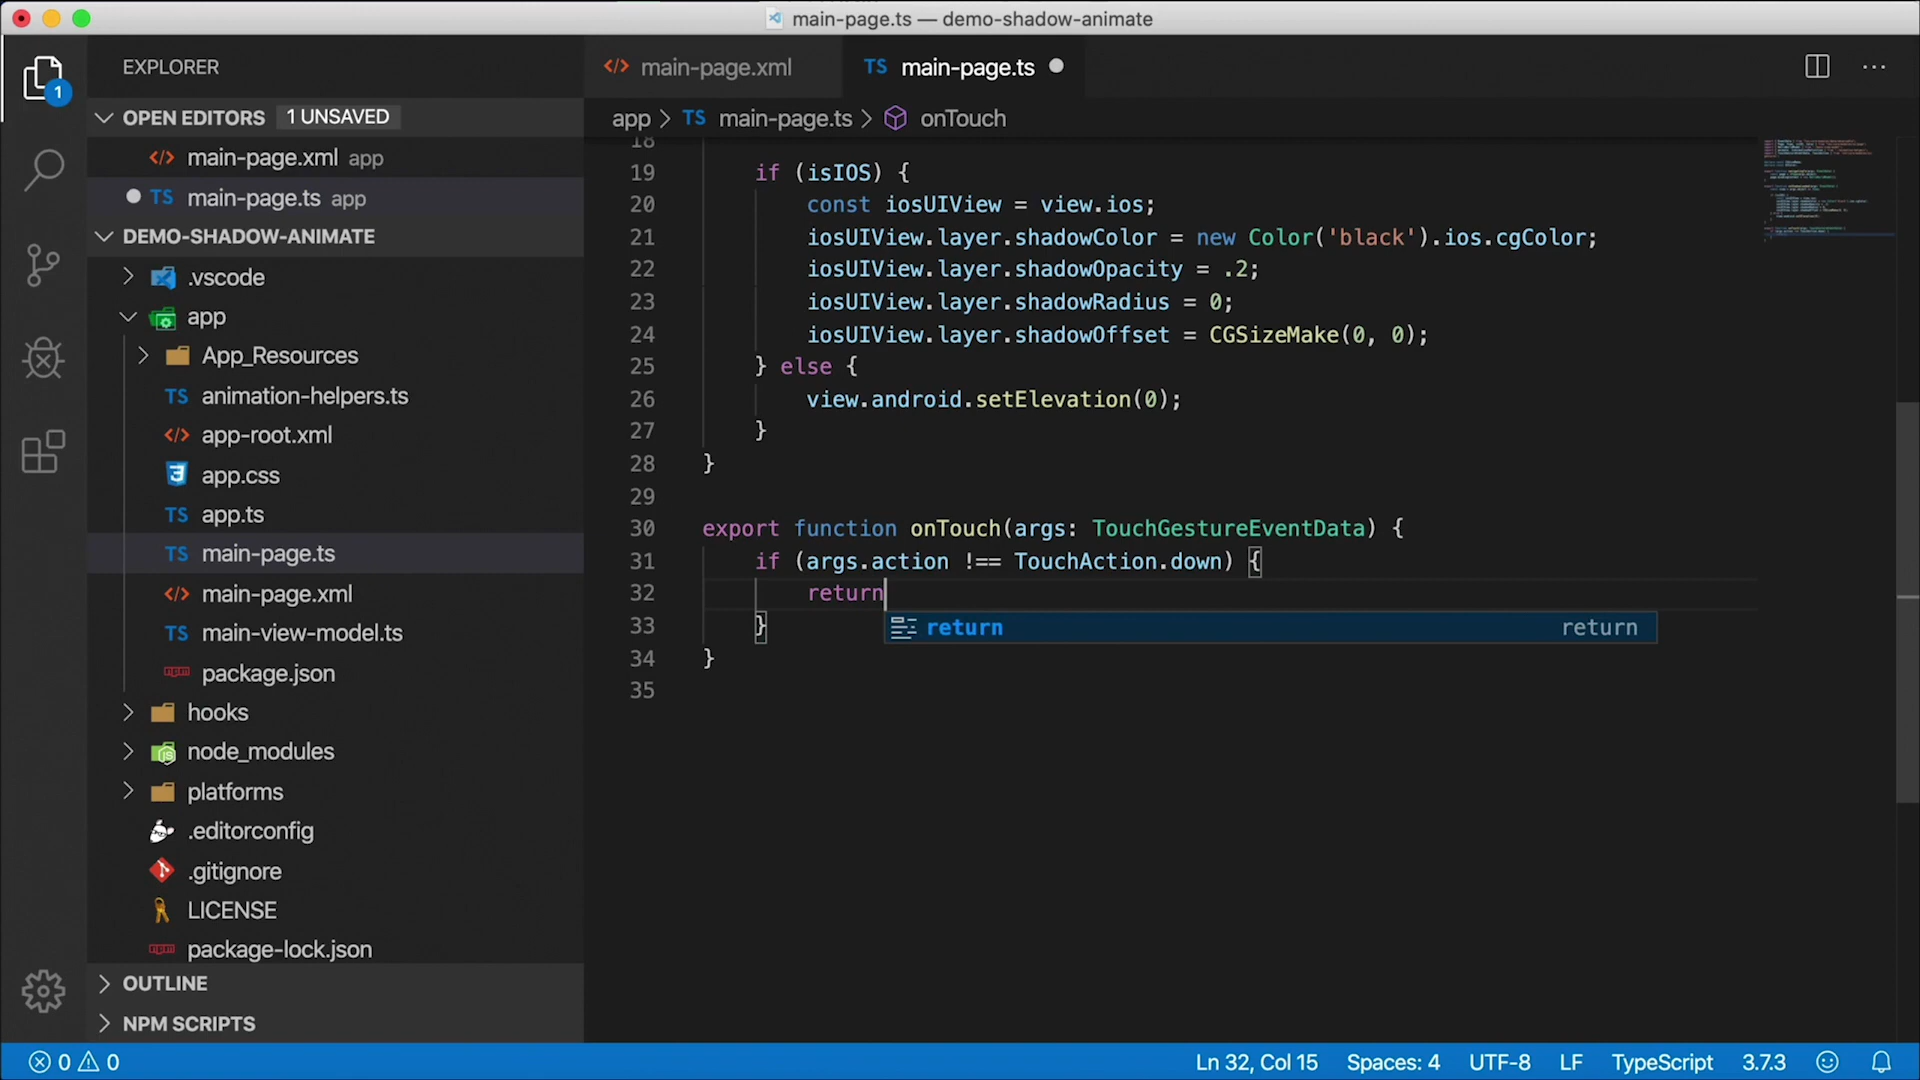 main-page.ts — demo-shadow-animate
EXPLORER
OPEN EDITORS 1 UNSAVED
main-page.xml app
main-page.ts app
DEMO-SHADOW-ANIMATE
.vscode
app
App_Resources
animation-helpers.ts
app-root.xml
app.css
app.ts
main-page.ts
main-page.xml
main-view-model.ts
package.json
hooks
node_modules
platforms
.editorconfig
.gitignore
LICENSE
package-lock.json
OUTLINE
NPM SCRIPTS
1
main-page.xml TS main-page.ts
app > TS main-page.ts > onTouch
18
19 if (isIOS) {
20 const iosUIView = view.ios;
21 iosUIView.layer.shadowColor = new Color('black').ios.cgColor;
22 iosUIView.layer.shadowOpacity = .2;
23 iosUIView.layer.shadowRadius = 0;
24 iosUIView.layer.shadowOffset = CGSizeMake(0, 0);
25 } else {
26 view.android.setElevation(0);
27 }
28 }
29
30 export function onTouch(args: TouchGestureEventData) {
31 if (args.action !== TouchAction.down) {
32 return
33 }
return return
34 }
35
0 0 Ln 32, Col 15 Spaces: 4 UTF-8 LF TypeScript 3.7.3